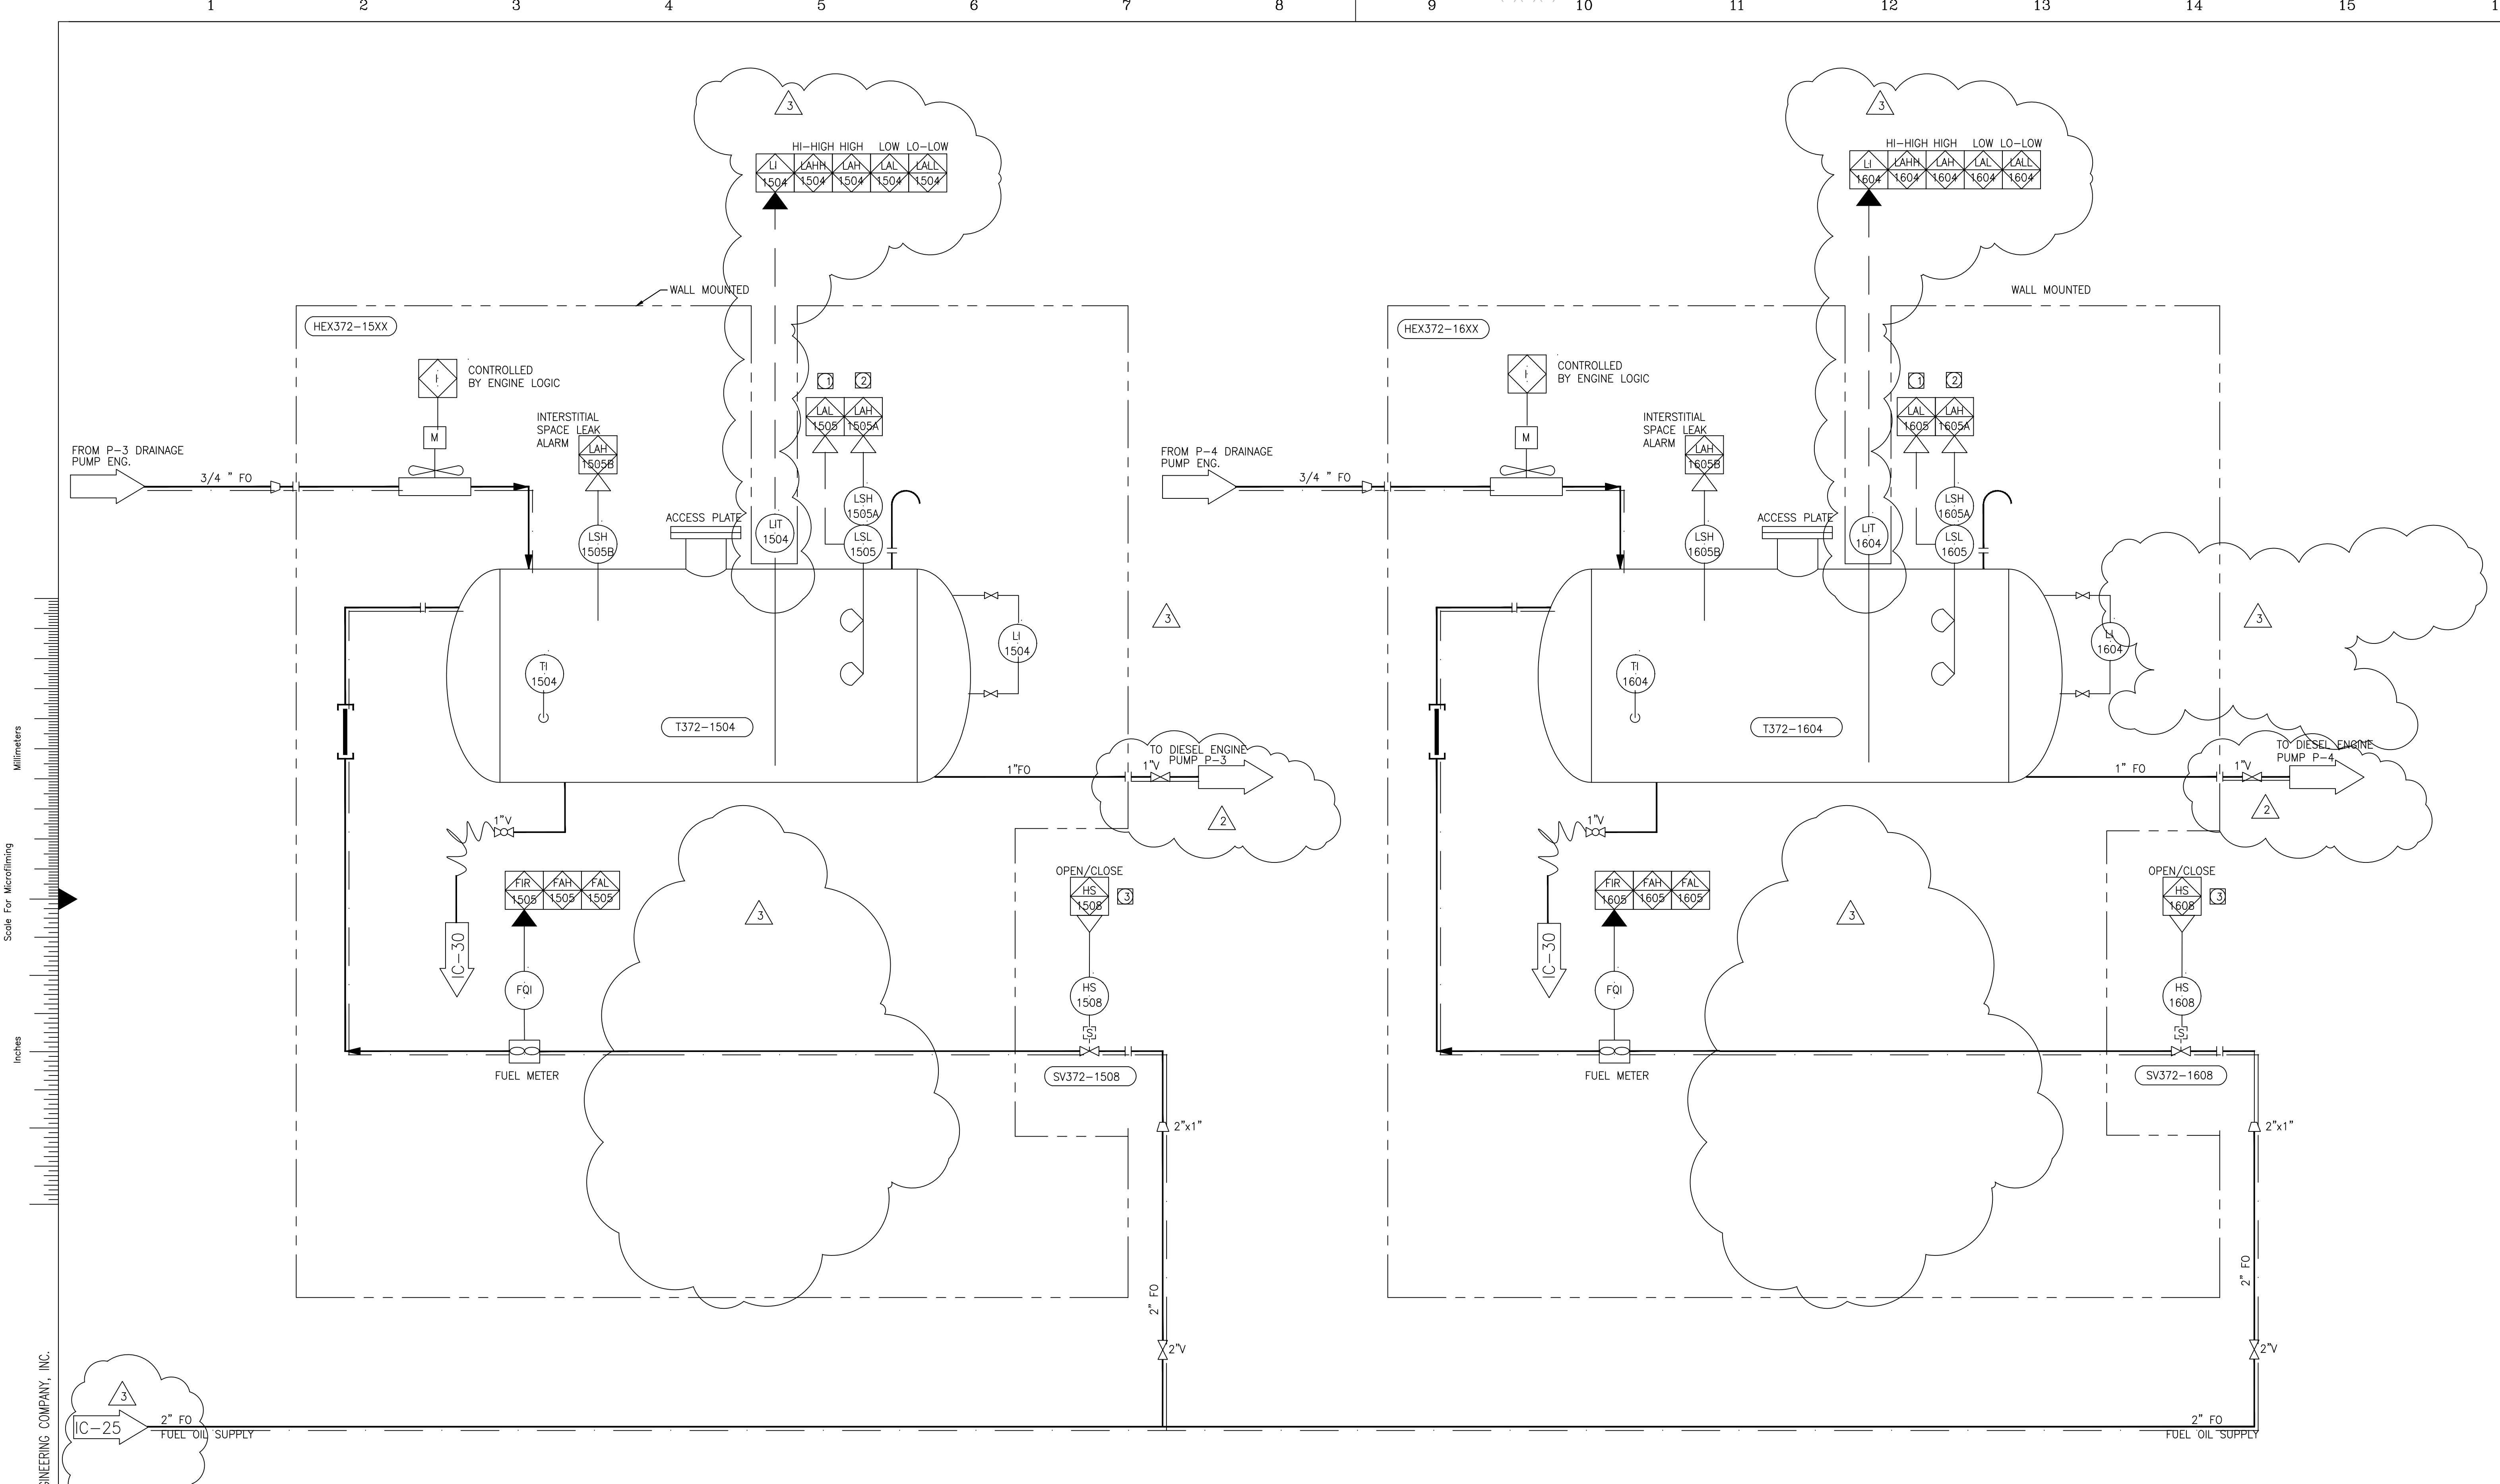 1 2 3 4 5 6 7 8 9 10 11 12 13 14 15
3
HI-HIGH HIGH LOW LO-LOW
LI LAHH LAH LAL LALL
1504 1504 1504 1504 1504
3
HI-HIGH HIGH LOW LO-LOW
LI LAHH LAH LAL LALL
1604 1604 1604 1604 1604
WALL MOUNTED
HEX372-15XX
I
CONTROLLED
BY ENGINE LOGIC
M
INTERSTITIAL
SPACE LEAK
ALARM
LAH
1505B
LSH
1505B
FROM P-3 DRAINAGE
PUMP ENG.
3/4 " FO
ACCESS PLATE
LIT
1504
1 2
LAL LAH
1505 1505A
LSH
1505A
LSL
1505
LI
1504
3
TI
1504
T372-1504
1"FO
TO DIESEL ENGINE
PUMP P-3
1"V
2
1"V
IC-30
FIR FAH FAL
1505 1505 1505
FQI
FUEL METER
3
OPEN/CLOSE
HS
1508
3
HS
1508
S
SV372-1508
2"x1"
2" FO
2"V
WALL MOUNTED
HEX372-16XX
I
CONTROLLED
BY ENGINE LOGIC
M
INTERSTITIAL
SPACE LEAK
ALARM
LAH
1605B
LSH
1605B
FROM P-4 DRAINAGE
PUMP ENG.
3/4 " FO
ACCESS PLATE
LIT
1604
1 2
LAL LAH
1605 1605A
LSH
1605A
LSL
1605
LI
1604
3
TI
1604
T372-1604
1" FO
TO DIESEL ENGINE
PUMP P-4
1"V
2
1"V
IC-30
FIR FAH FAL
1605 1605 1605
FQI
FUEL METER
3
OPEN/CLOSE
HS
1608
3
HS
1608
S
SV372-1608
2"x1"
2" FO
2"V
3
IC-25
2" FO
FUEL OIL SUPPLY
2" FO
FUEL OIL SUPPLY
Millimeters
Scale For Microfilming
Inches
GINEERING COMPANY, INC.